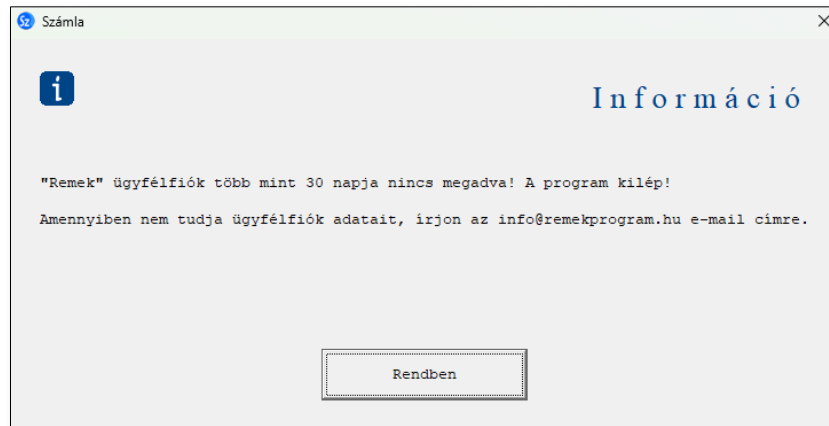 Sz Számla
i
Információ
"Remek" ügyfélfiók több mint 30 napja nincs megadva! A program kilép!
Amennyiben nem tudja ügyfélfiók adatait, írjon az info@remekprogram.hu e-mail címre.
Rendben